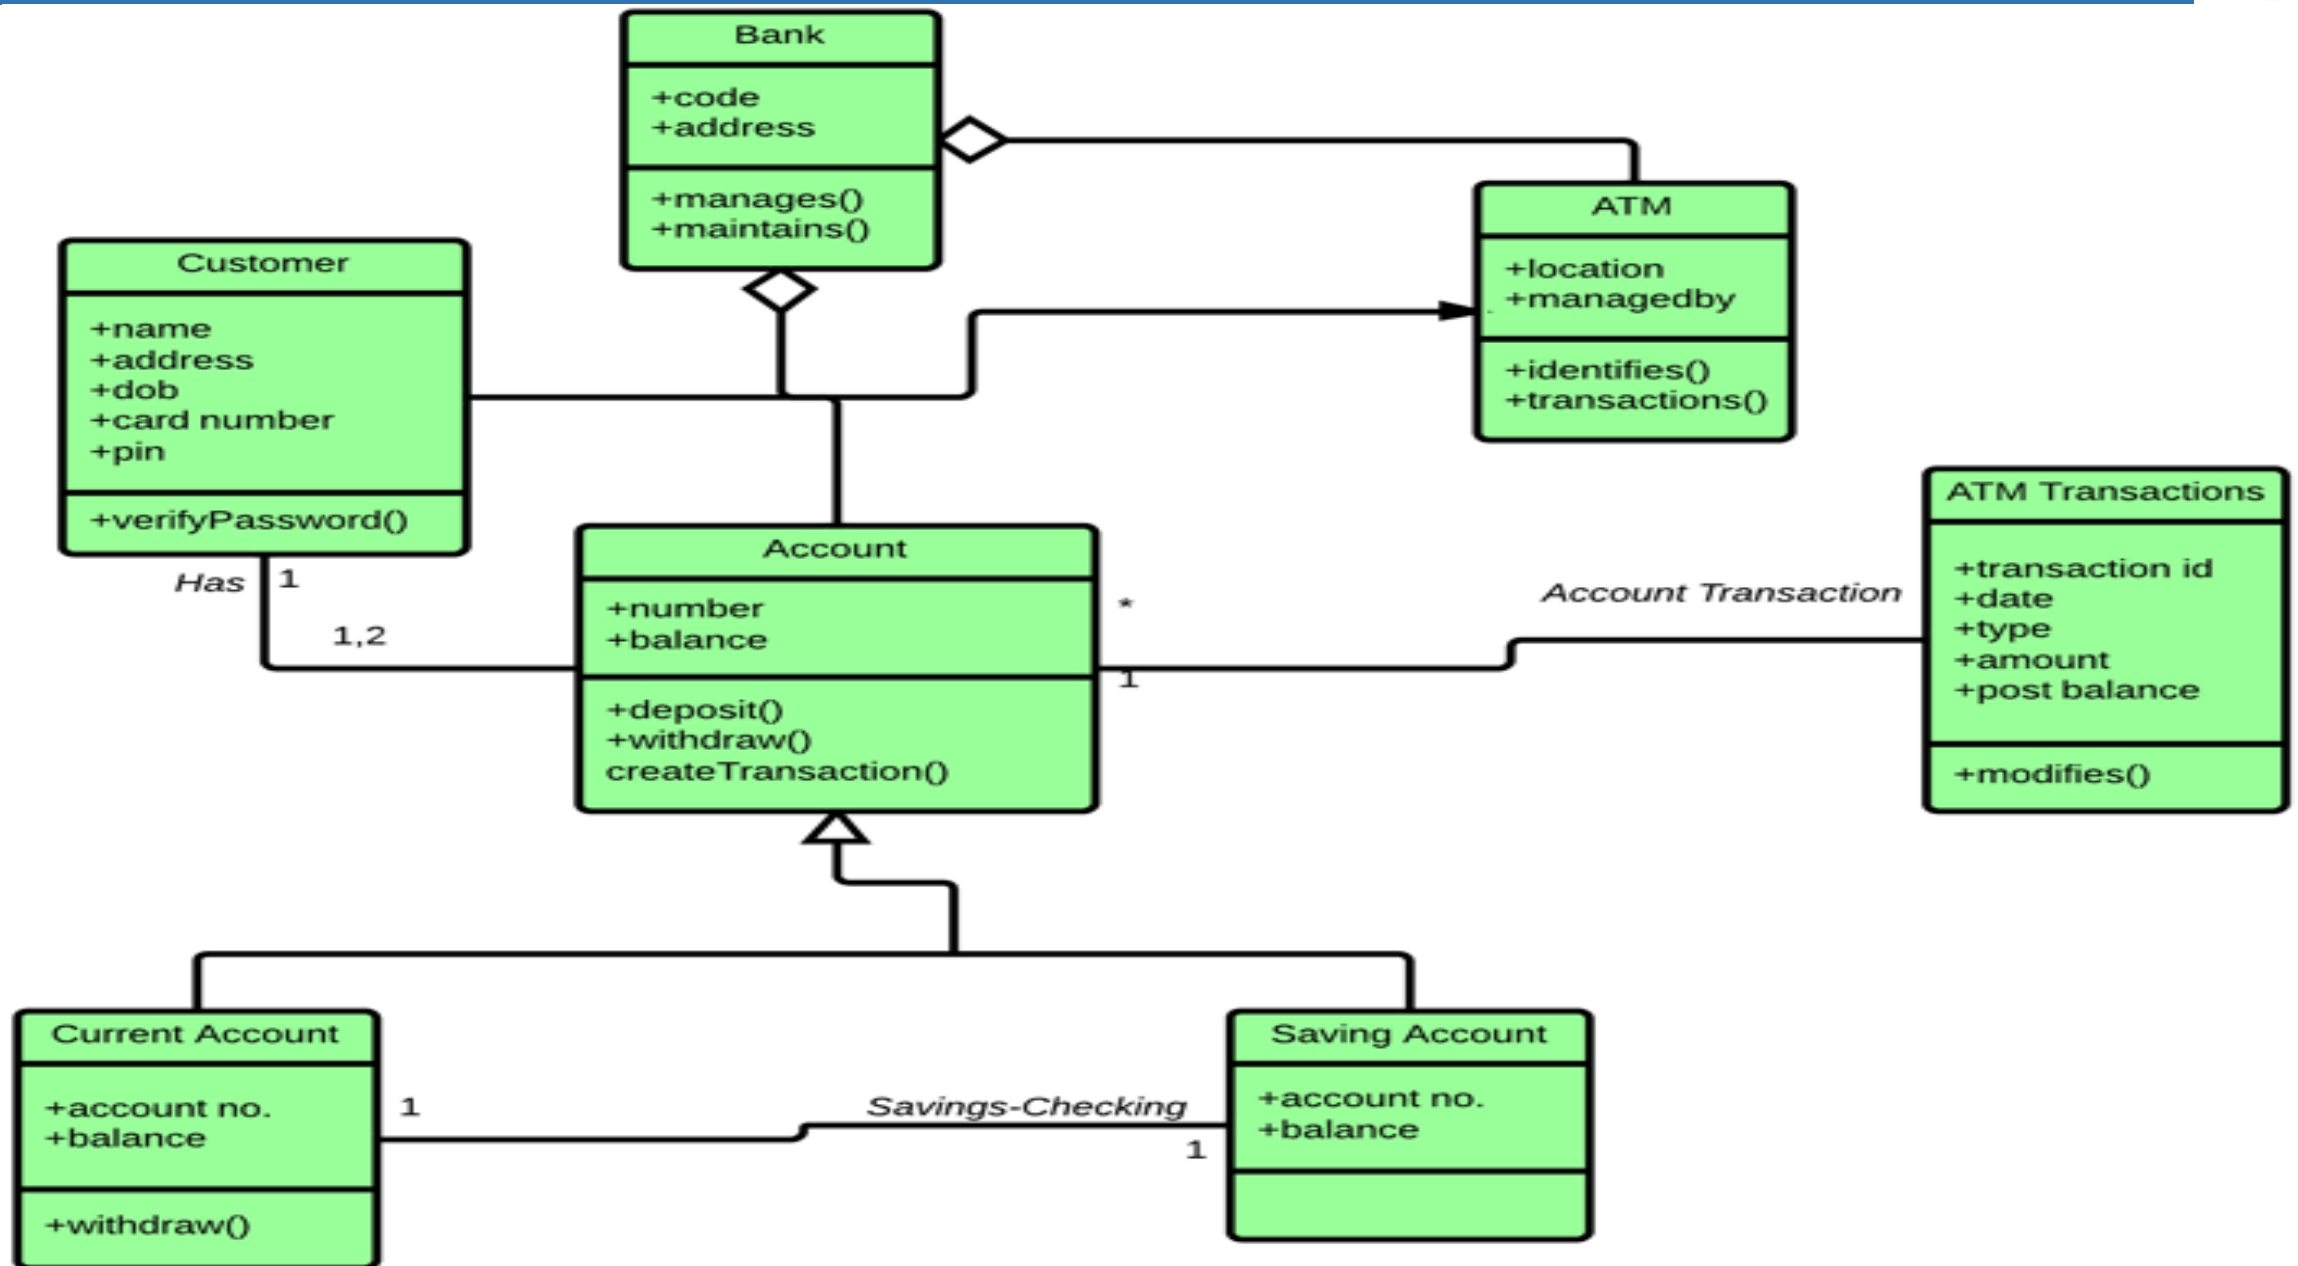 Bank
+code
+address
+manages()
+maintains()
ATM
+location
+managedby
+identifies()
+transactions()
Customer
+name
+address
+dob
+card number
+pin
+verifyPassword()
Has
1
1,2
Account
+number
+balance
+deposit()
+withdraw()
createTransaction()
*
1
Account Transaction
ATM Transactions
+transaction id
+date
+type
+amount
+post balance
+modifies()
Current Account
+account no.
+balance
+withdraw()
1
Savings-Checking
1
Saving Account
+account no.
+balance